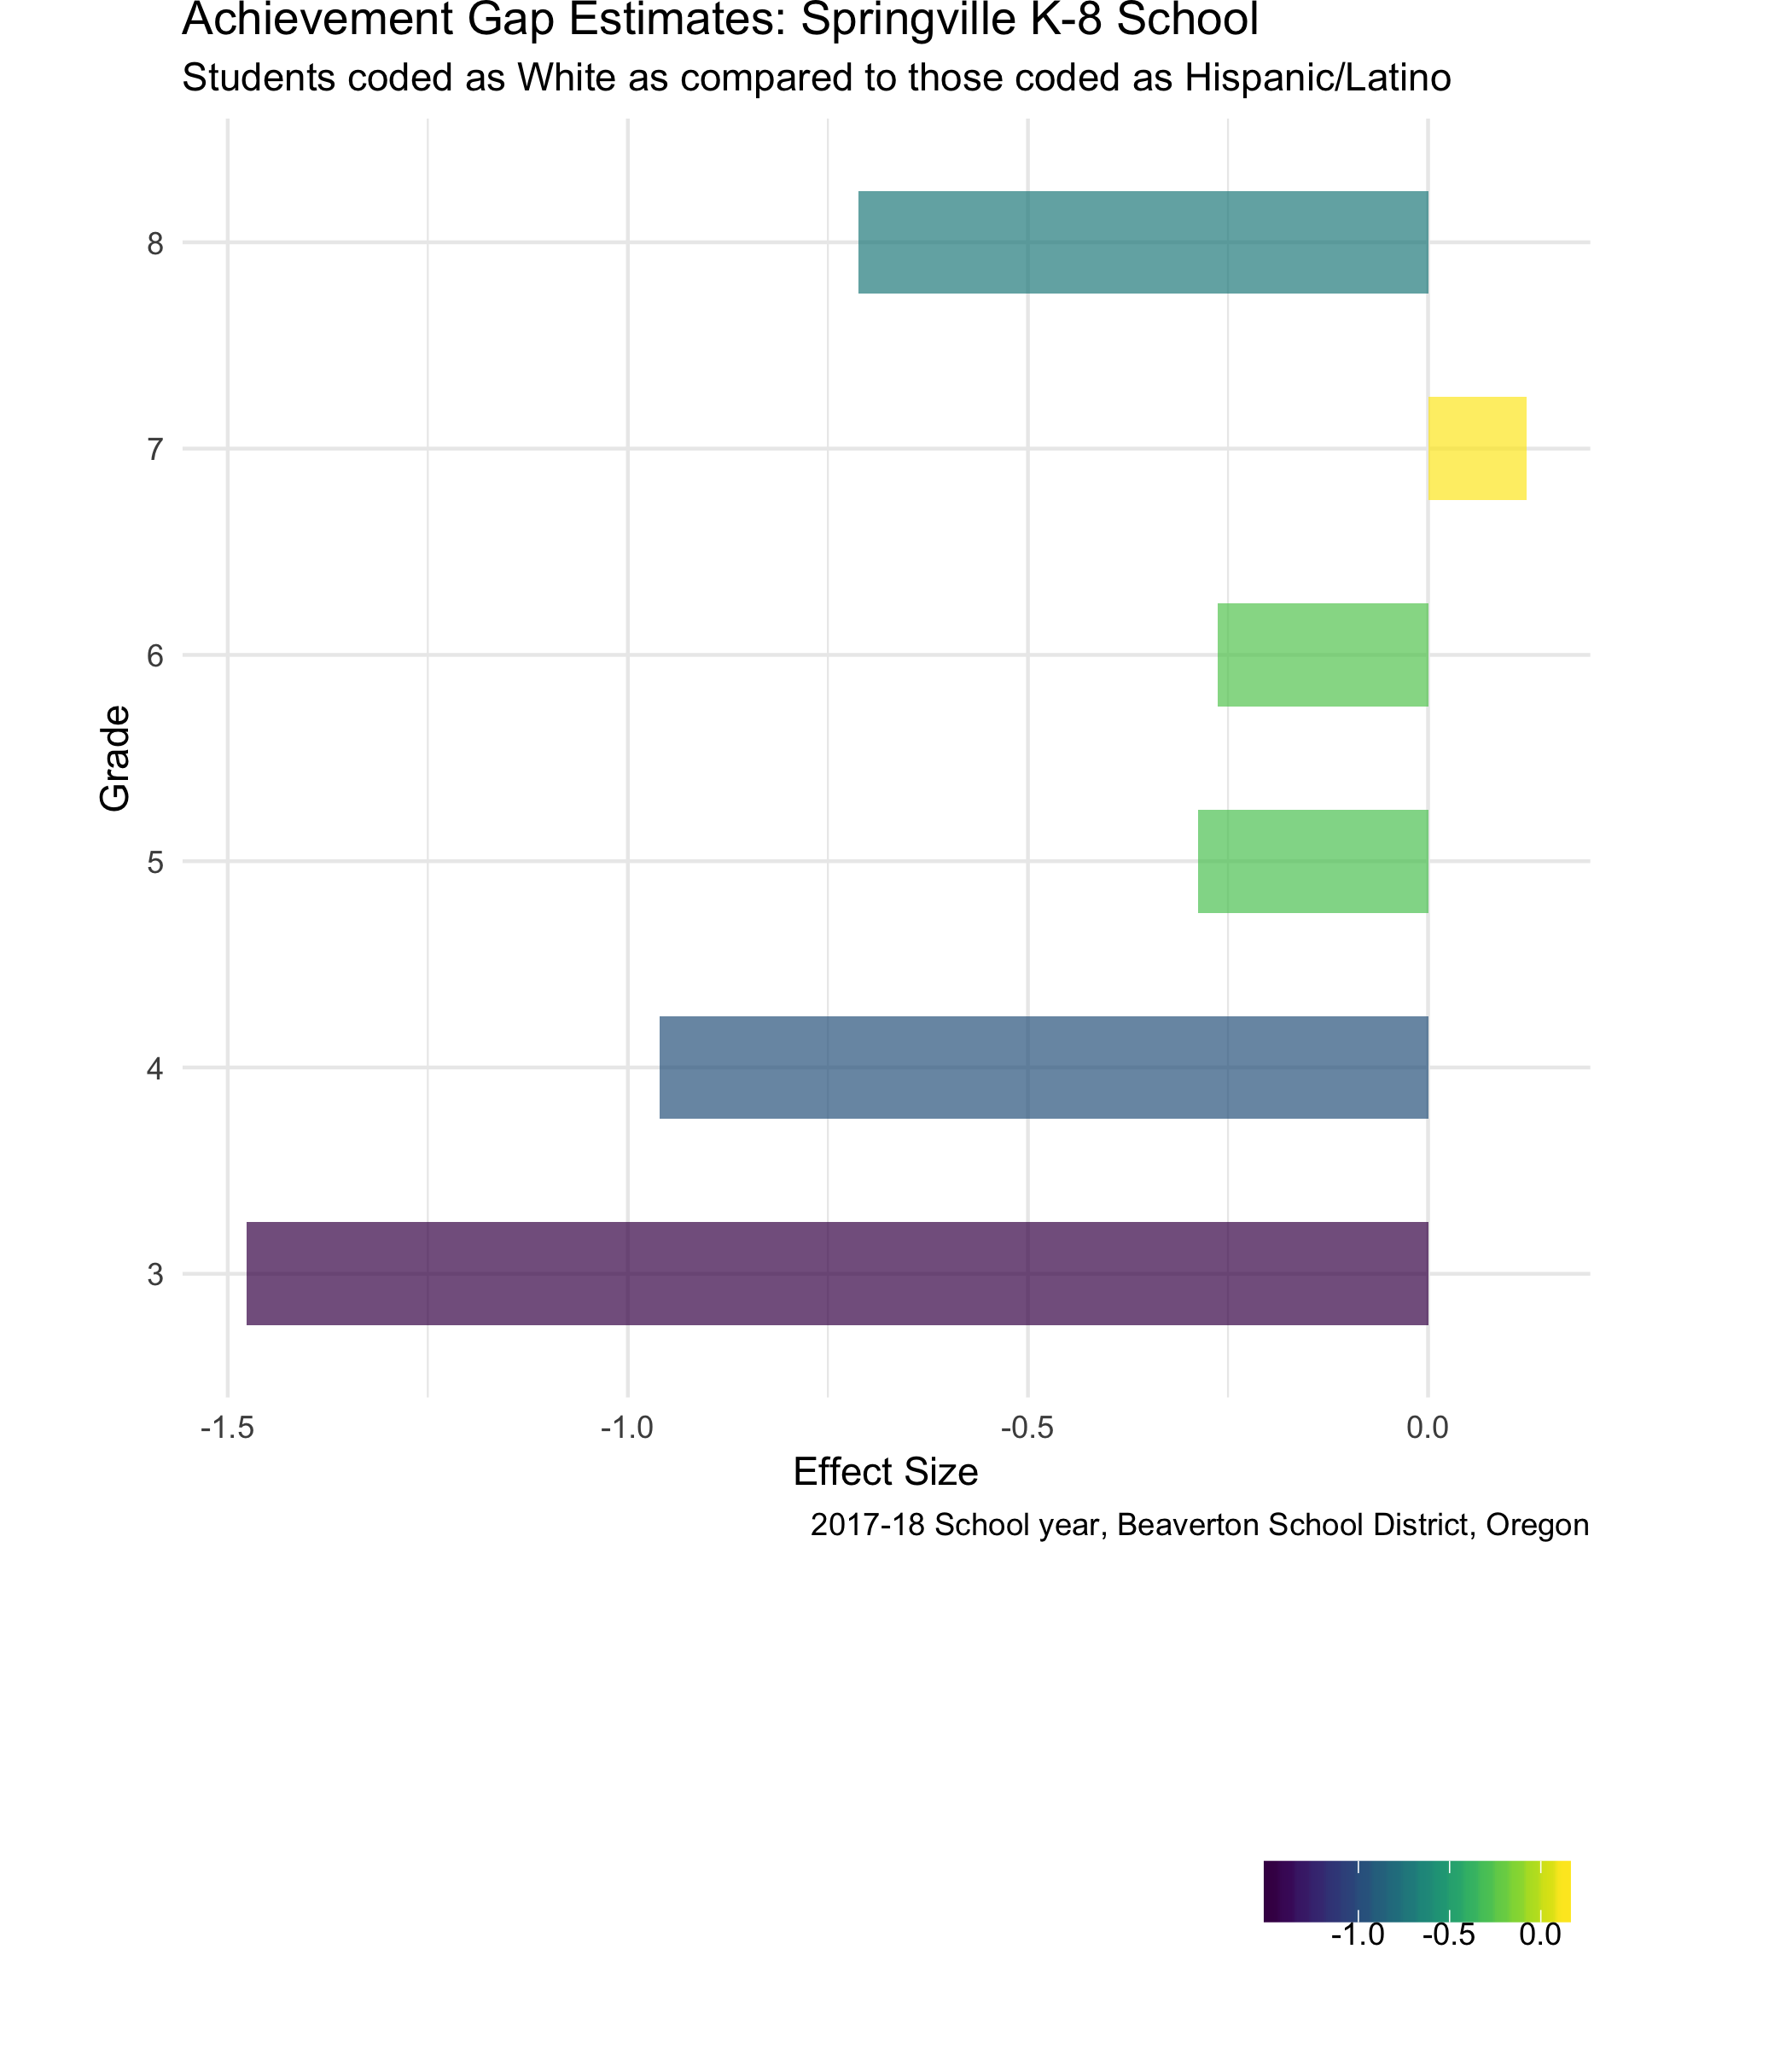 Achievement Gap Estimates: Springville K-8 School
Students coded as White as compared to those coded as Hispanic/Latino
8
7
6
5
4
3
Grade
-1.5 -1.0 -0.5 0.0
Effect Size
2017-18 School year, Beaverton School District, Oregon
-1.0 -0.5 0.0